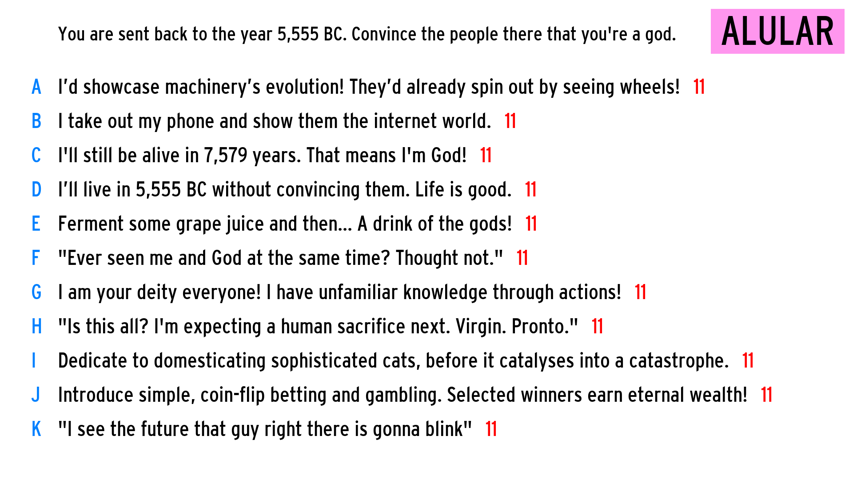 You are sent back to the year 5,555 BC. Convince the people there that you're a god. ALULAR
A I’d showcase machinery’s evolution! They’d already spin out by seeing wheels! 11
B I take out my phone and show them the internet world. 11
C I'll still be alive in 7,579 years. That means I'm God! 11
D I’ll live in 5,555 BC without convincing them. Life is good. 11
E Ferment some grape juice and then... A drink of the gods! 11
F "Ever seen me and God at the same time? Thought not." 11
G I am your deity everyone! I have unfamiliar knowledge through actions! 11
H "Is this all? I'm expecting a human sacrifice next. Virgin. Pronto." 11
I Dedicate to domesticating sophisticated cats, before it catalyses into a catastrophe. 11
J Introduce simple, coin-flip betting and gambling. Selected winners earn eternal wealth! 11
K "I see the future that guy right there is gonna blink" 11